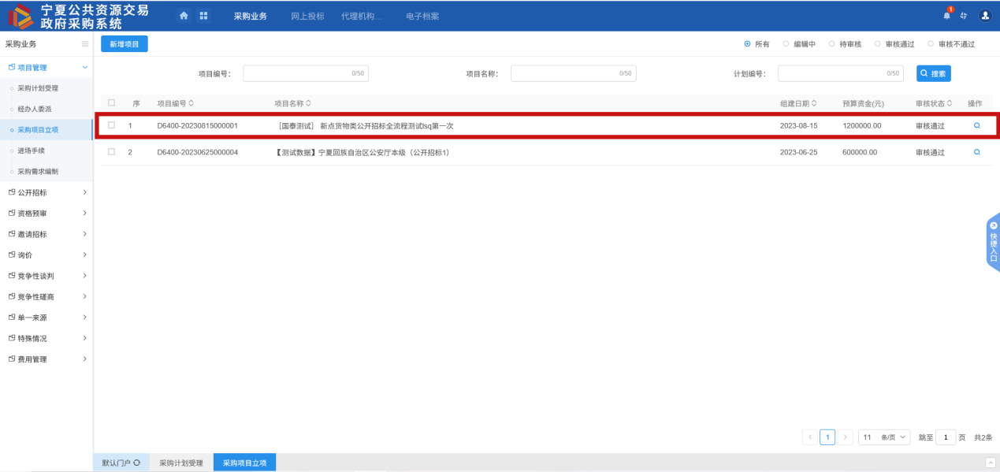 宁夏公共资源交易
政府采购系统
采购业务 网上投标 代理机构... 电子档案
1
采购业务
新增项目
所有 编辑中 待审核 审核通过 审核不通过
项目管理
采购计划受理
经办人委派
采购项目立项
进场手续
采购需求编制
公开招标
资格预审
邀请招标
询价
竞争性谈判
竞争性磋商
单一来源
特殊情况
费用管理
项目编号： 0/50 项目名称： 0/50 计划编号： 0/50 搜索
序 项目编号 项目名称 组建日期 预算资金(元) 审核状态 操作
1 D6400-20230815000001 ［国泰测试］ 新点货物类公开招标全流程测试lsq第一次 2023-08-15 1200000.00 审核通过
2 D6400-20230625000004 【测试数据】宁夏回族自治区公安厅本级（公开招标1） 2023-06-25 600000.00 审核通过
快捷入口
1 11 条/页 跳至 1 页 共2条
默认门户 采购计划受理 采购项目立项